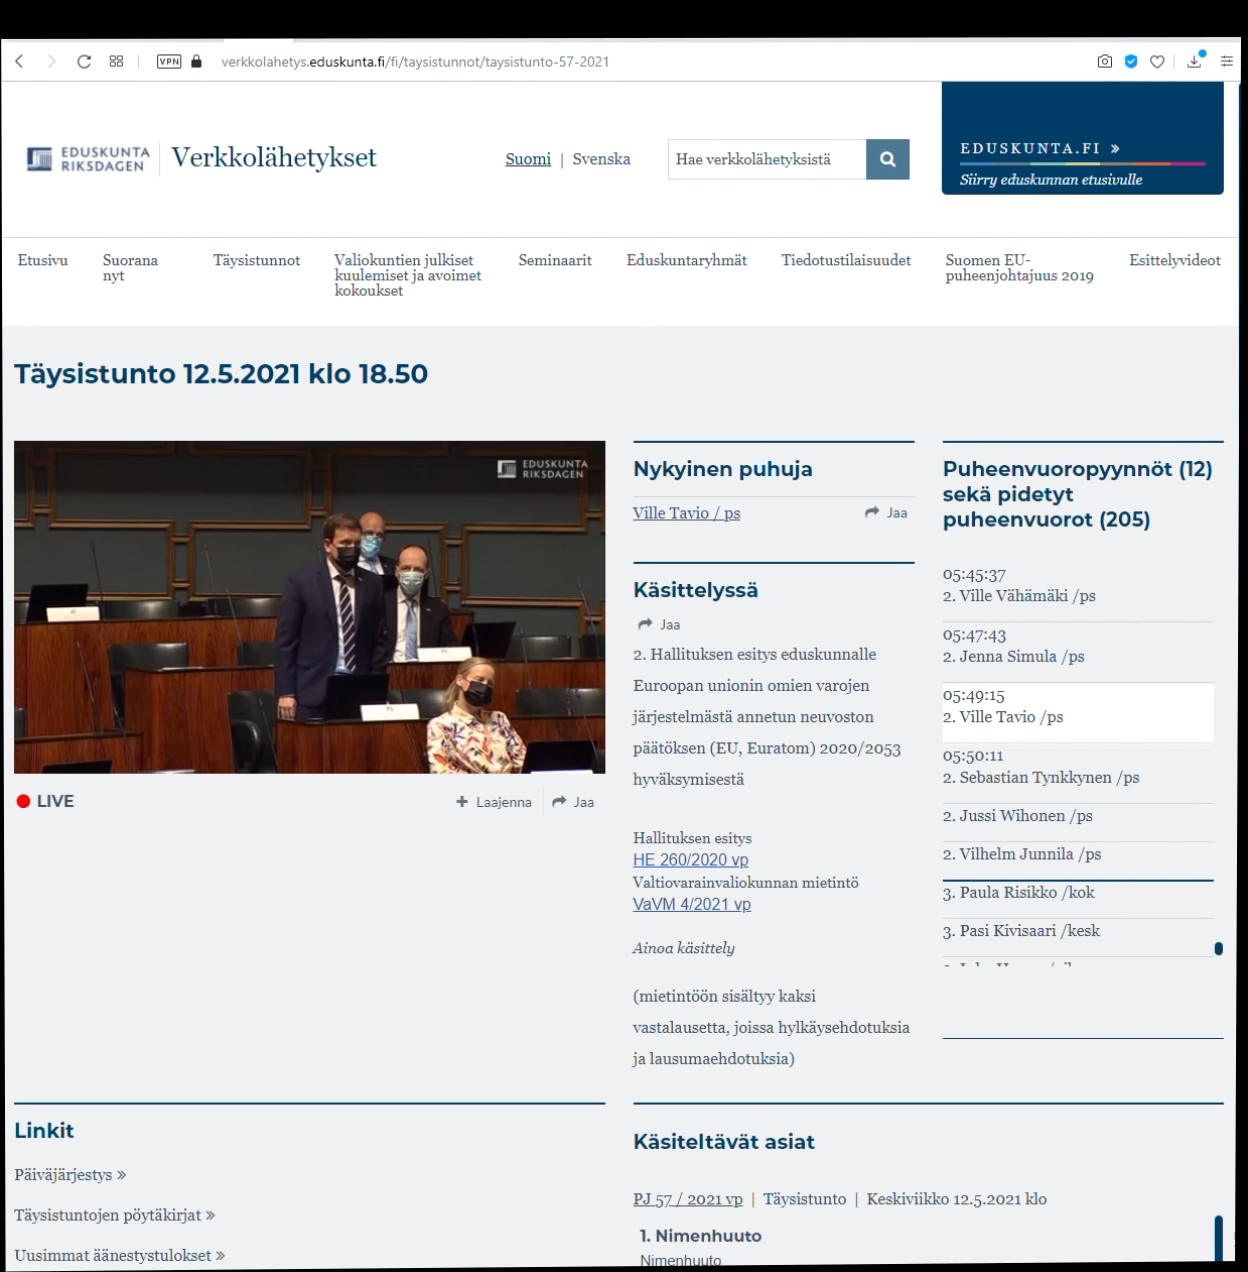 VPN verkkolahetys.eduskunta.fi/fi/taysistunnot/taysistunto-57-2021
EDUSKUNTA
RIKSDAGEN
Verkkolähetykset
Suomi | Svenska
Hae verkkolähetyksistä
EDUSKUNTA.FI »
Siirry eduskunnan etusivulle
Etusivu
Suorana
nyt
Täysistunnot
Valiokuntien julkiset
kuulemiset ja avoimet
kokoukset
Seminaarit
Eduskuntaryhmät
Tiedotustilaisuudet
Suomen EU-
puheenjohtajuus 2019
Esittelyvideot
Täysistunto 12.5.2021 klo 18.50
EDUSKUNTA
RIKSDAGEN
LIVE
+ Laajenna
Jaa
Nykyinen puhuja
Ville Tavio / ps
Jaa
Käsittelyssä
Jaa
2. Hallituksen esitys eduskunnalle
Euroopan unionin omien varojen
järjestelmästä annetun neuvoston
päätöksen (EU, Euratom) 2020/2053
hyväksymisestä
Hallituksen esitys
HE 260/2020 vp
Valtiovarainvaliokunnan mietintö
VaVM 4/2021 vp
Ainoa käsittely
(mietintöön sisältyy kaksi
vastalausetta, joissa hylkäysehdotuksia
ja lausumaehdotuksia)
Puheenvuoropyynnöt (12)
sekä pidetyt
puheenvuorot (205)
05:45:37
2. Ville Vähämäki /ps
05:47:43
2. Jenna Simula /ps
05:49:15
2. Ville Tavio /ps
05:50:11
2. Sebastian Tynkkynen /ps
2. Jussi Wihonen /ps
2. Vilhelm Junnila /ps
3. Paula Risikko /kok
3. Pasi Kivisaari /kesk
Linkit
Päiväjärjestys »
Täysistuntojen pöytäkirjat »
Uusimmat äänestystulokset »
Käsiteltävät asiat
PJ 57 / 2021 vp | Täysistunto | Keskiviikko 12.5.2021 klo
1. Nimenhuuto
Nimenhuuto